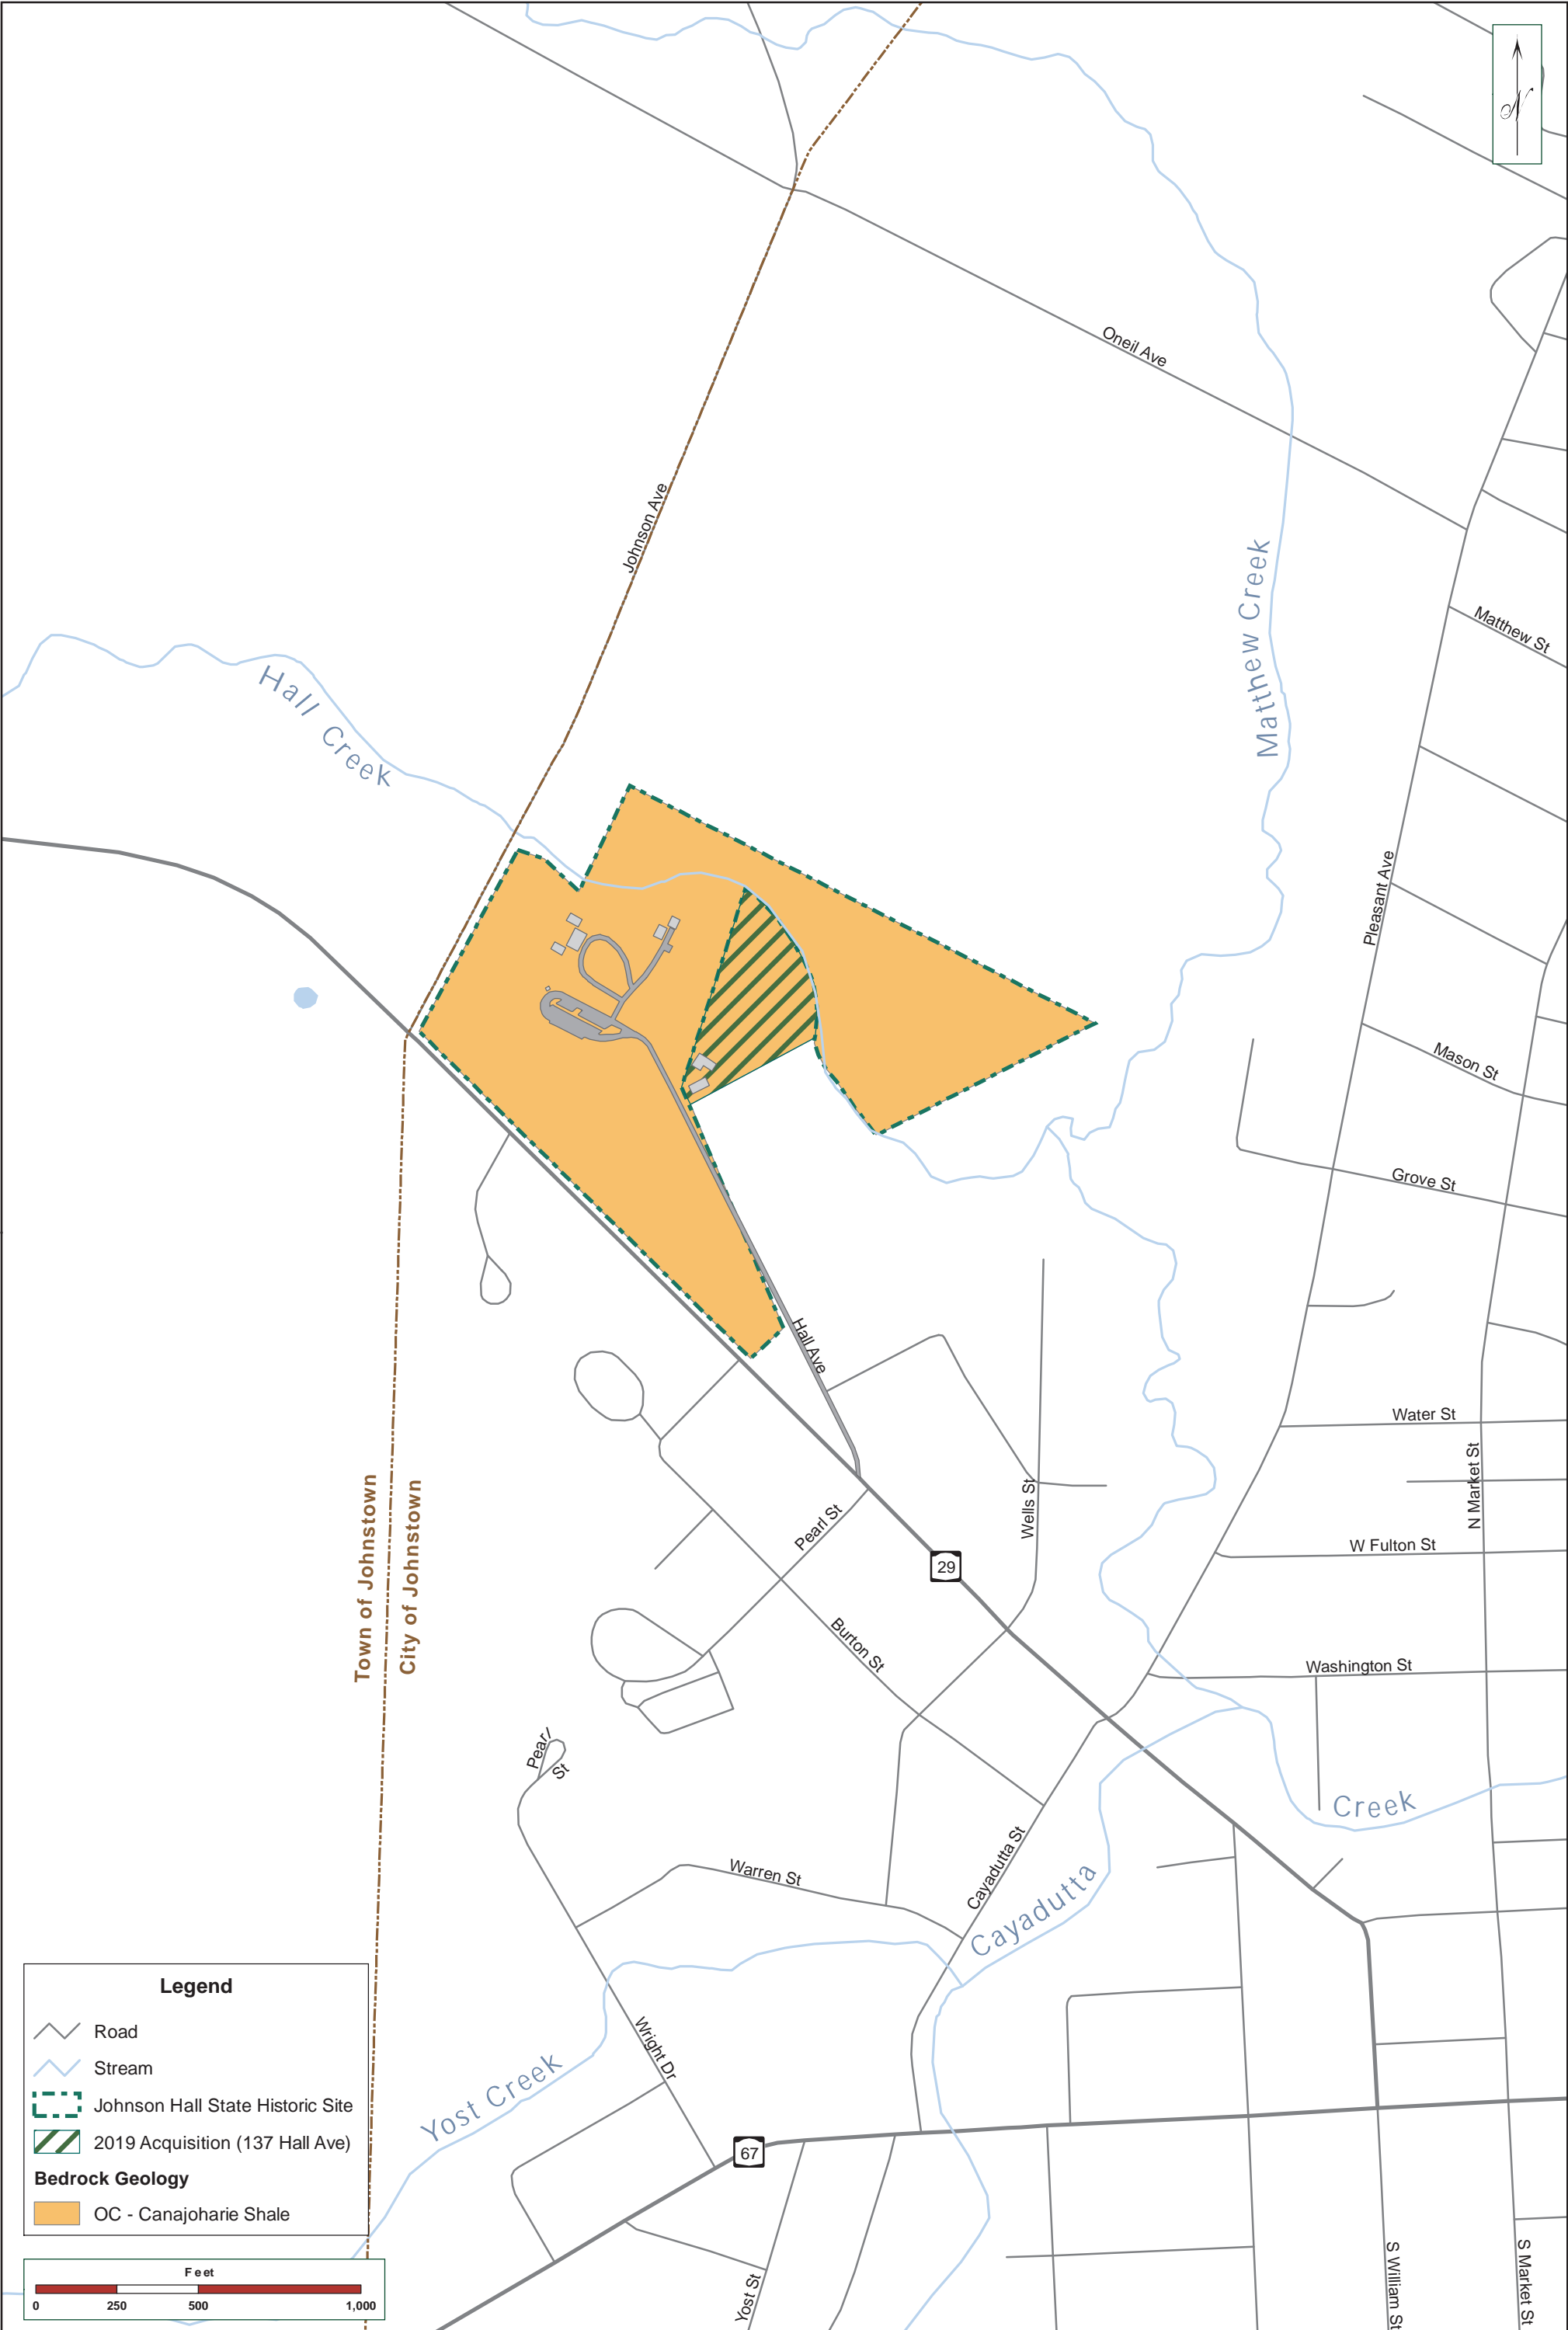 N
Oneil Ave
Johnson Ave
Matthew Creek
Matthew St
Hall Creek
Pleasant Ave
Mason St
Grove St
Hall Ave
Water St
N Market St
Wells St
Pearl St
W Fulton St
29
Town of Johnstown
City of Johnstown
Burton St
Washington St
Pearl
St
Creek
Cayadutta St
Warren St
Cayadutta
Wright Dr
Yost Creek
67
Yost St
S William St
S Market St
Legend
Road
Stream
Johnson Hall State Historic Site
2019 Acquisition (137 Hall Ave)
Bedrock Geology
OC - Canajoharie Shale
Feet
0 250 500 1,000